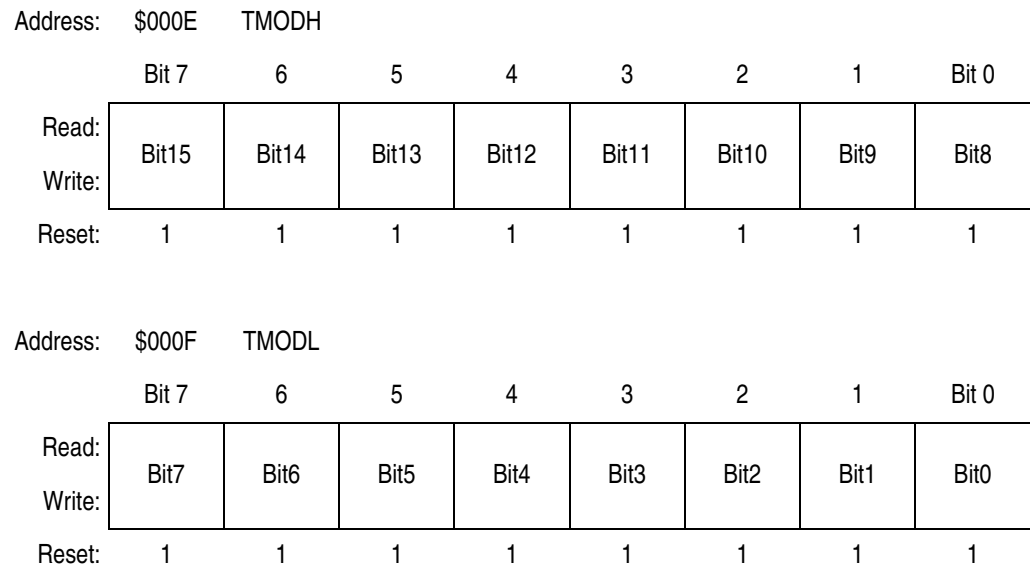 Address: $000E TMODH
Bit 7 6 5 4 3 2 1 Bit 0
Read:
Bit15 Bit14 Bit13 Bit12 Bit11 Bit10 Bit9 Bit8
Write:
Reset: 1 1 1 1 1 1 1 1
Address: $000F TMODL
Bit 7 6 5 4 3 2 1 Bit 0
Read:
Bit7 Bit6 Bit5 Bit4 Bit3 Bit2 Bit1 Bit0
Write:
Reset: 1 1 1 1 1 1 1 1